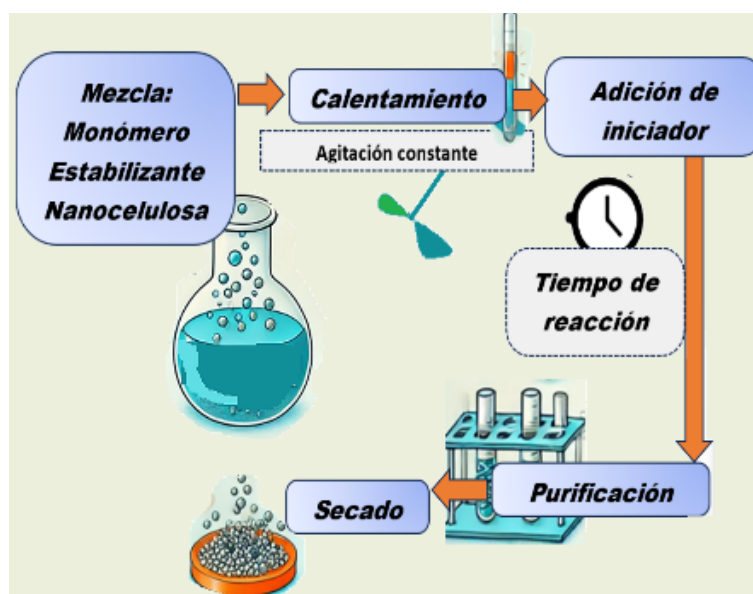 Mezcla:
Monómero
Estabilizante
Nanocelulosa
Calentamiento
Agitación constante
Adición de
iniciador
Tiempo de
reacción
Purificación
Secado